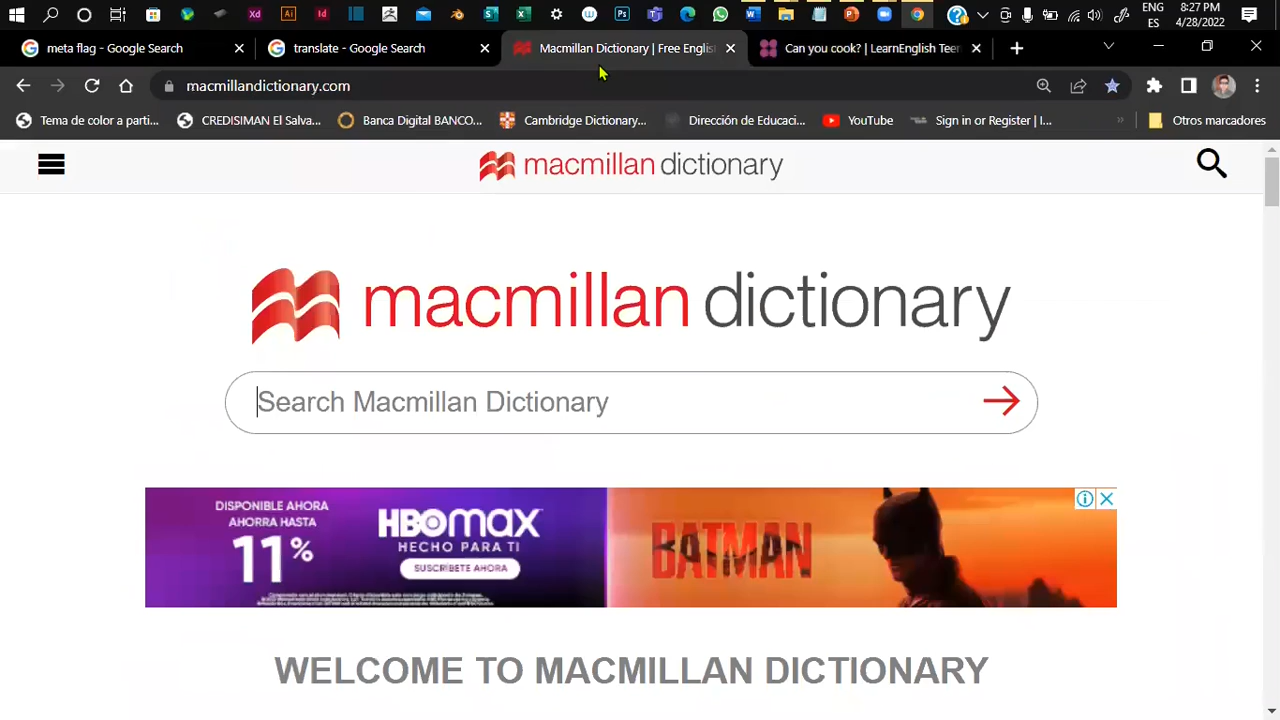 ENG 8:27 PM
ES 4/28/2022
meta flag - Google Search
translate - Google Search
Macmillan Dictionary | Free Englis
Can you cook? | LearnEnglish Teen
macmillandictionary.com
Tema de color a parti...
CREDISIMAN El Salva...
Banca Digital BANCO...
Cambridge Dictionary...
Dirección de Educaci...
YouTube
Sign in or Register | I...
»
Otros marcadores
macmillan dictionary
macmillan dictionary
Search Macmillan Dictionary
DISPONIBLE AHORA
AHORRA HASTA
11%
HBOmax
HECHO PARA TI
SUSCRÍBETE AHORA
BATMAN
WELCOME TO MACMILLAN DICTIONARY